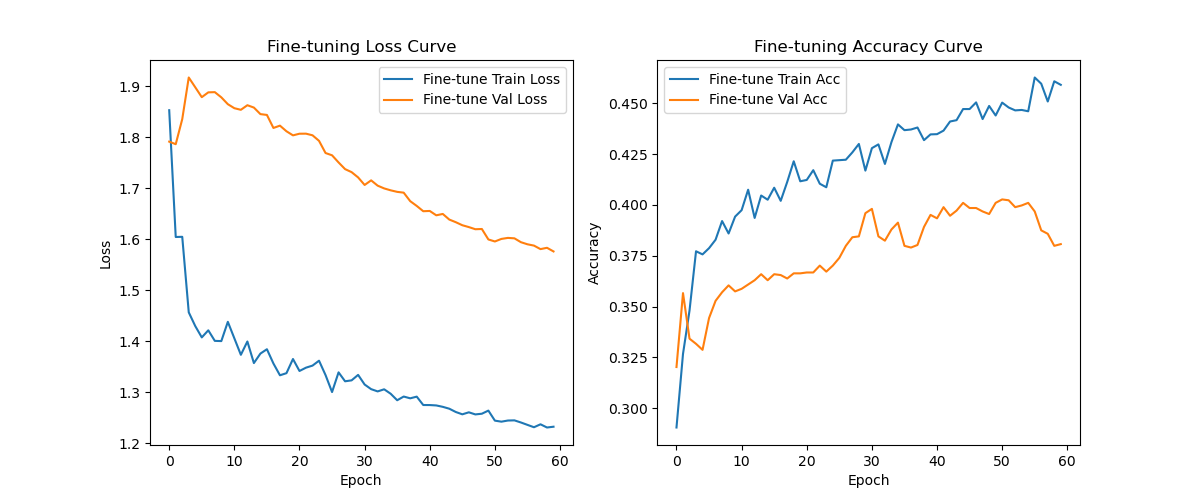 Fine-tuning Loss Curve
1.9
1.8
1.7
1.6
1.5
1.4
1.3
1.2
Loss
0 10 20 30 40 50 60
Epoch
Fine-tune Train Loss
Fine-tune Val Loss
Fine-tuning Accuracy Curve
0.450
0.425
0.400
0.375
0.350
0.325
0.300
Accuracy
0 10 20 30 40 50 60
Epoch
Fine-tune Train Acc
Fine-tune Val Acc